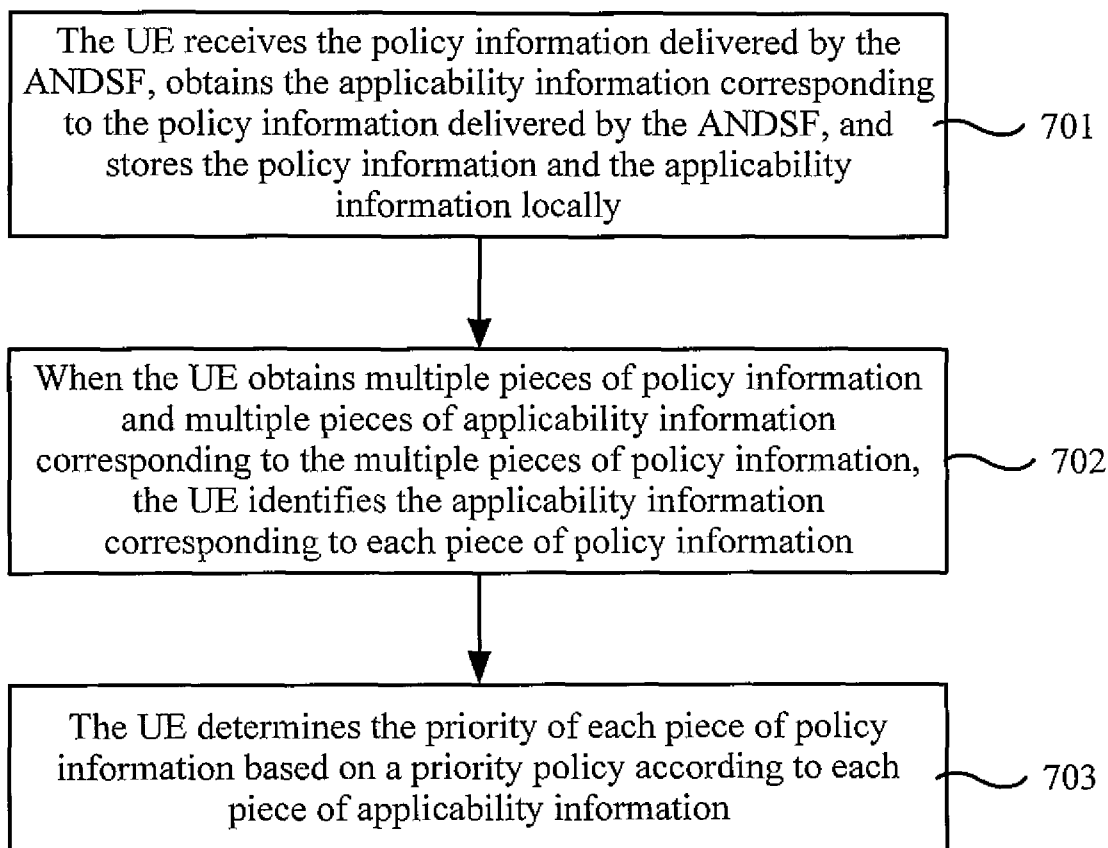 The UE receives the policy information delivered by the
ANDSF, obtains the applicability information corresponding
to the policy information delivered by the ANDSF, and
stores the policy information and the applicability
information locally
701
When the UE obtains multiple pieces of policy information
and multiple pieces of applicability information
corresponding to the multiple pieces of policy information,
the UE identifies the applicability information
corresponding to each piece of policy information
702
The UE determines the priority of each piece of policy
information based on a priority policy according to each
piece of applicability information
703